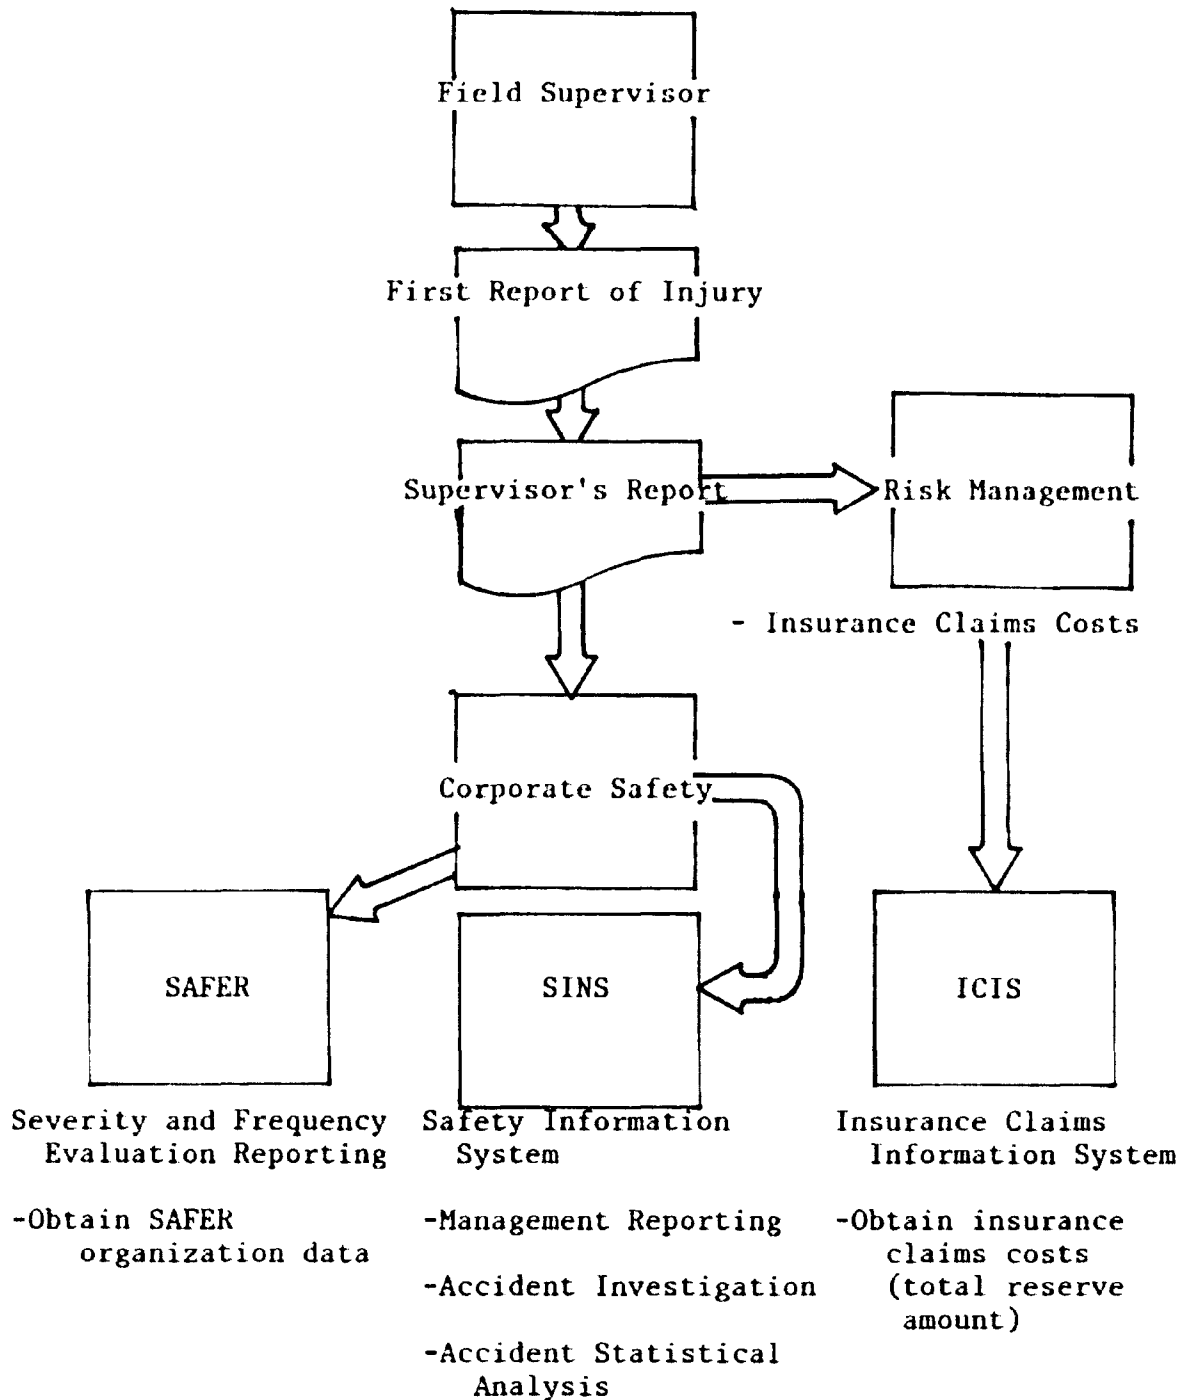 Field Supervisor
First Report of Injury
Supervisor's Report
Risk Management
- Insurance Claims Costs
Corporate Safety
SAFER
SINS
ICIS
Severity and Frequency
Evaluation Reporting
-Obtain SAFER
organization data
Safety Information
System
-Management Reporting
-Accident Investigation
-Accident Statistical
Analysis
Insurance Claims
Information System
-Obtain insurance
claims costs
(total reserve
amount)